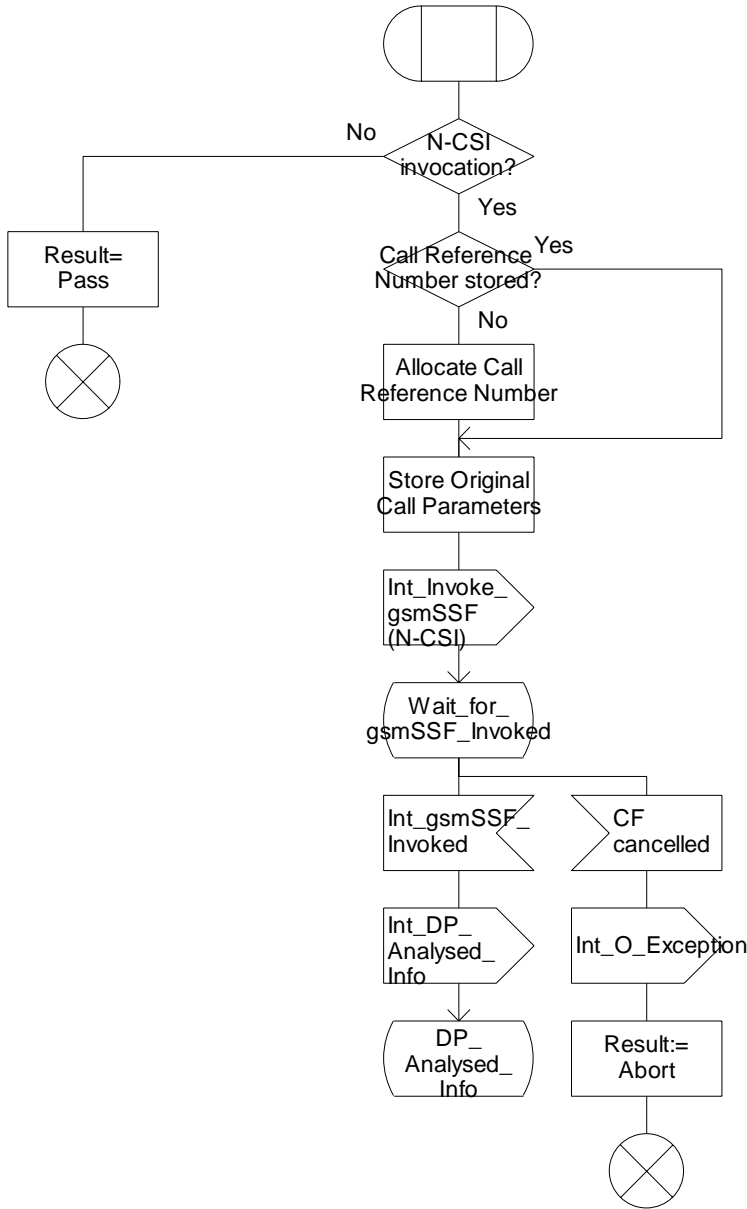 No
N-CSI
invocation?
Yes
Result=
Pass
Call Reference
Number stored?
Yes
No
Allocate Call
Reference Number
Store Original
Call Parameters
Int_Invoke_
gsmSSF
(N-CSI)
Wait_for_
gsmSSF_Invoked
Int_gsmSSF_
Invoked
CF
cancelled
Int_DP_
Analysed_
Info
Int_O_Exception
DP_
Analysed_
Info
Result:=
Abort